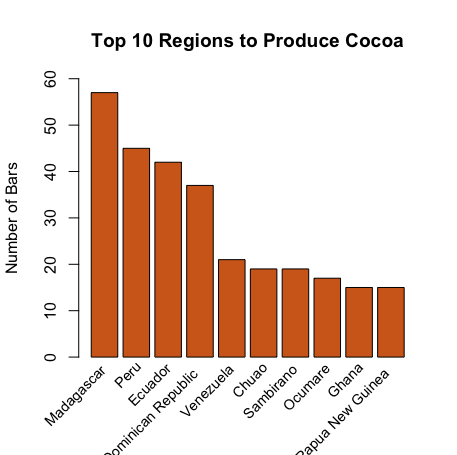 Top 10 Regions to Produce Cocoa
Number of Bars
60
50
40
30
20
10
0
Madagascar
Peru
Ecuador
Dominican Republic
Venezuela
Chuao
Sambirano
Ocumare
Ghana
Papua New Guinea